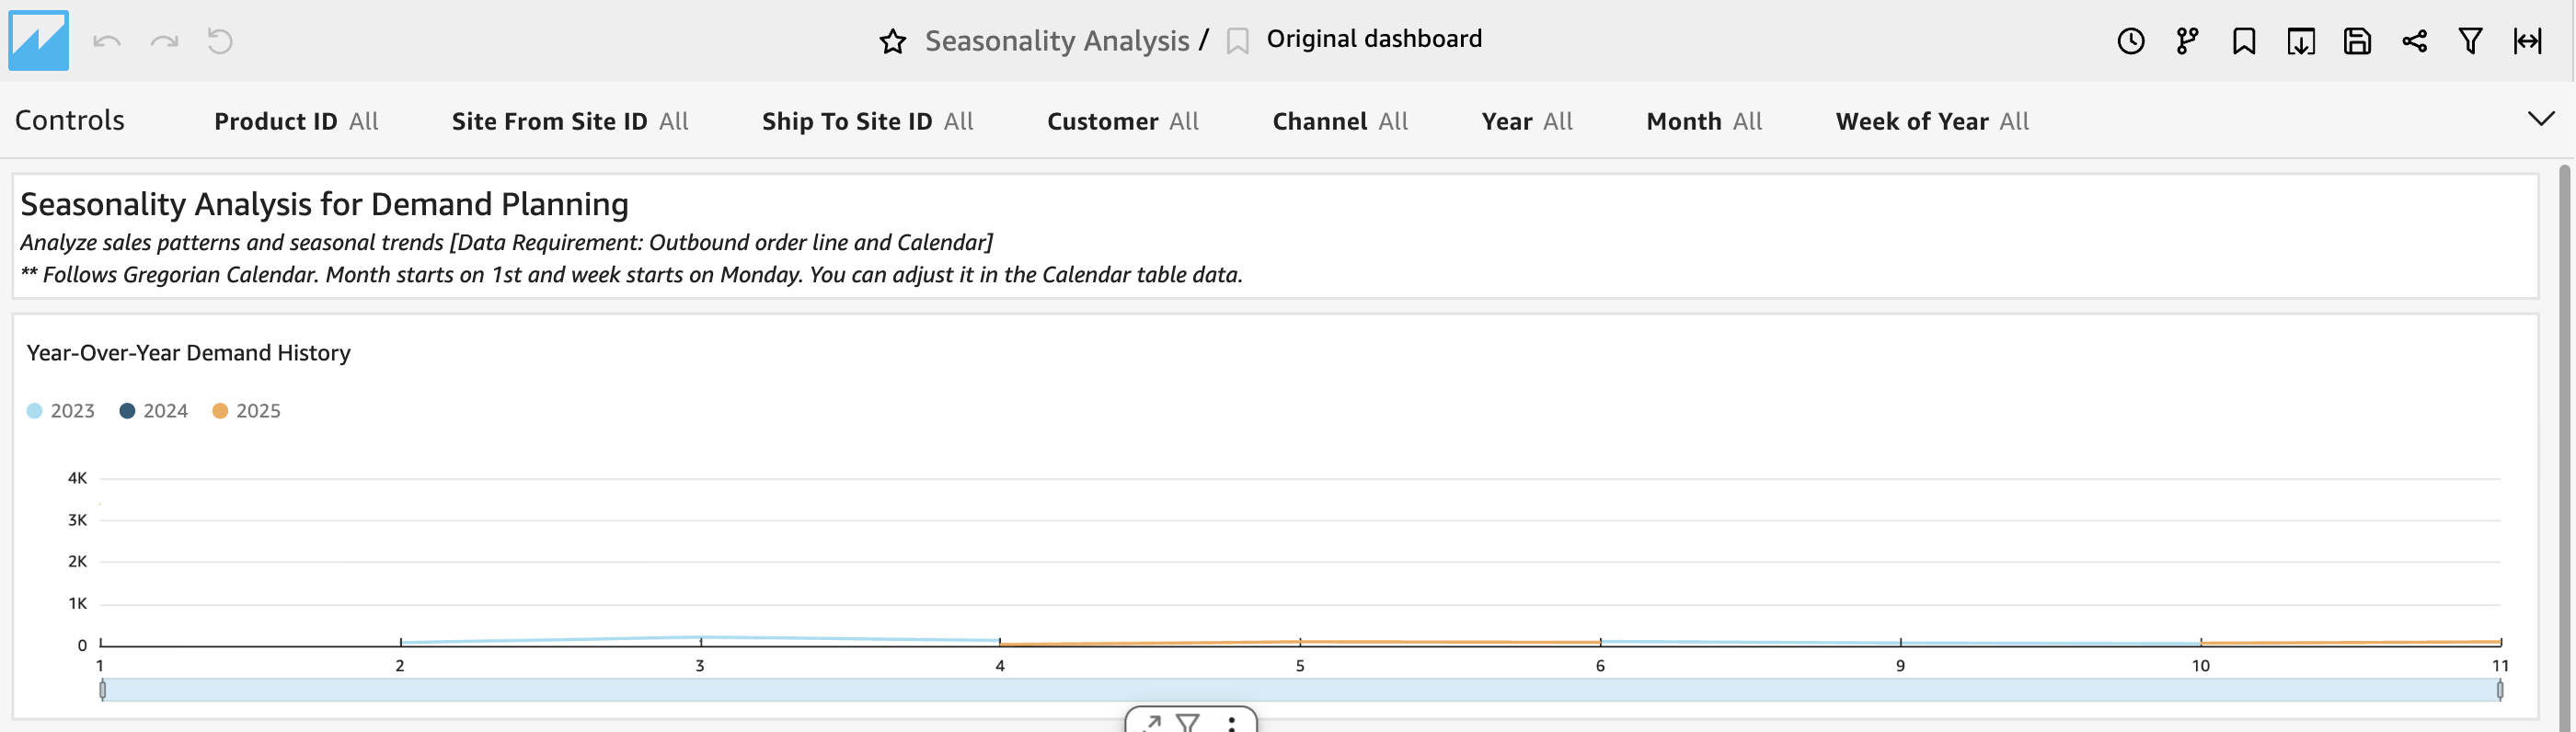 Seasonality Analysis / Original dashboard
Controls Product ID All Site From Site ID All Ship To Site ID All Customer All Channel All Year All Month All Week of Year All
Seasonality Analysis for Demand Planning
Analyze sales patterns and seasonal trends [Data Requirement: Outbound order line and Calendar]
** Follows Gregorian Calendar. Month starts on 1st and week starts on Monday. You can adjust it in the Calendar table data.
Year-Over-Year Demand History
2023 2024 2025
4K
3K
2K
1K
0
1 2 3 4 5 6 9 10 11